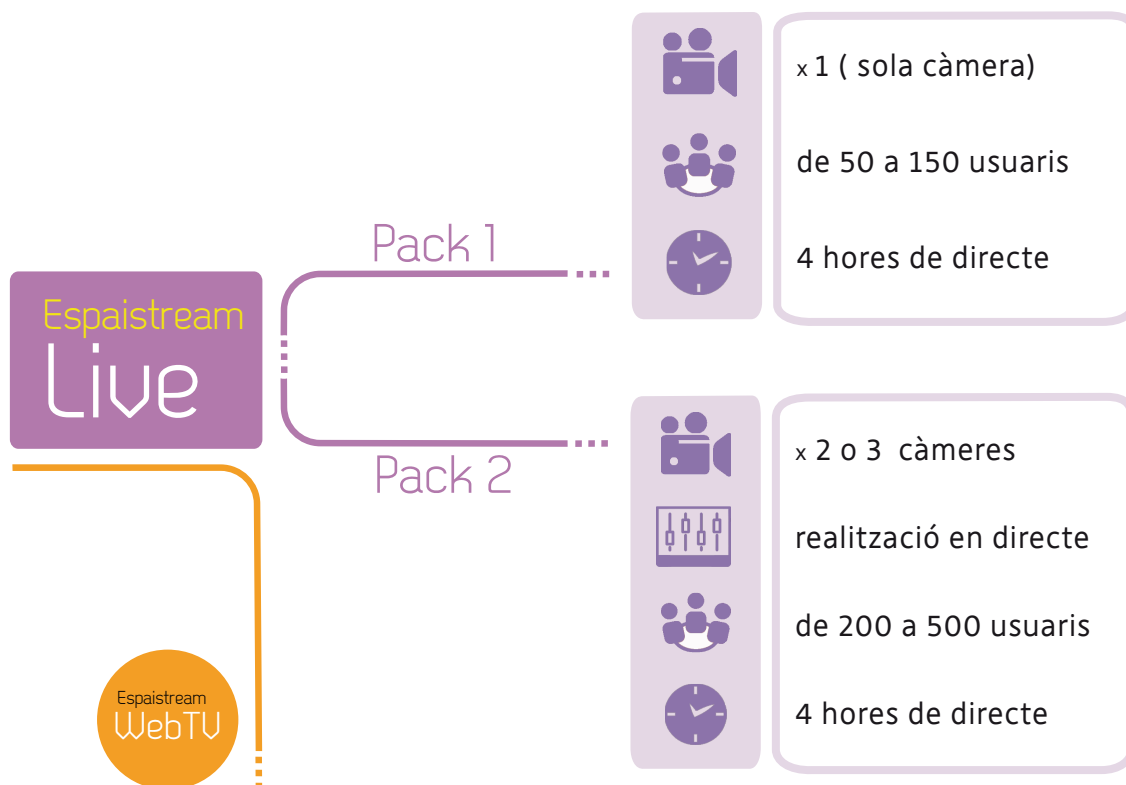 Espaistream
Live
Pack 1
x 1 ( sola càmera)
de 50 a 150 usuaris
4 hores de directe
Pack 2
x 2 o 3 càmeres
realització en directe
de 200 a 500 usuaris
4 hores de directe
Espaistream
WebTV